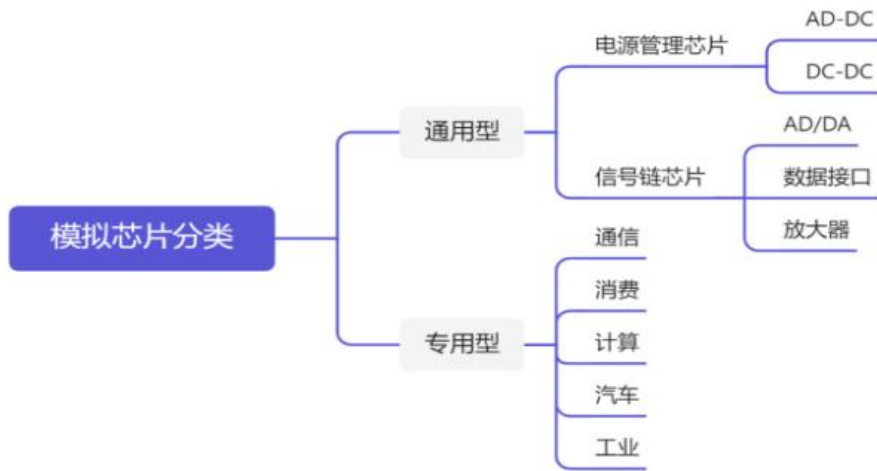 模拟芯片分类
通用型
电源管理芯片
AD-DC
DC-DC
信号链芯片
AD/DA
数据接口
放大器
专用型
通信
消费
计算
汽车
工业